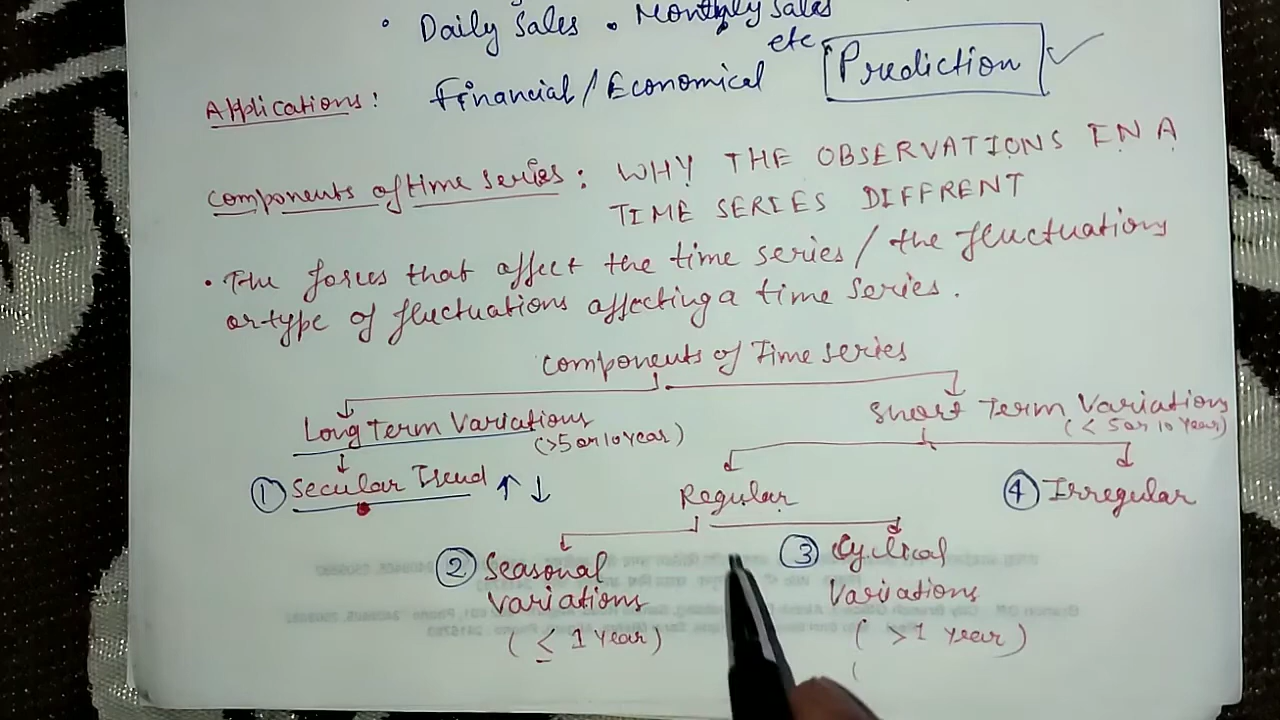 • Daily Sales • Monthly Sales
etc
Applications: Financial/Economical [Prediction] ✓
Components of time series: WHY THE OBSERVATIONS IN A
TIME SERIES DIFFRENT
• The forces that affect the time series/the fluctuations
or type of fluctuations affecting a time series.
Components of Time series
Long Term Variations
(>5 or 10 year)
Short Term Variations
(< 5 or 10 Year)
① Secular Trend ↑ ↓
Regular
④ Irregular
② Seasonal
Variations
(≤ 1 year)
③ Cyclical
Variations
( > 1 year)
(